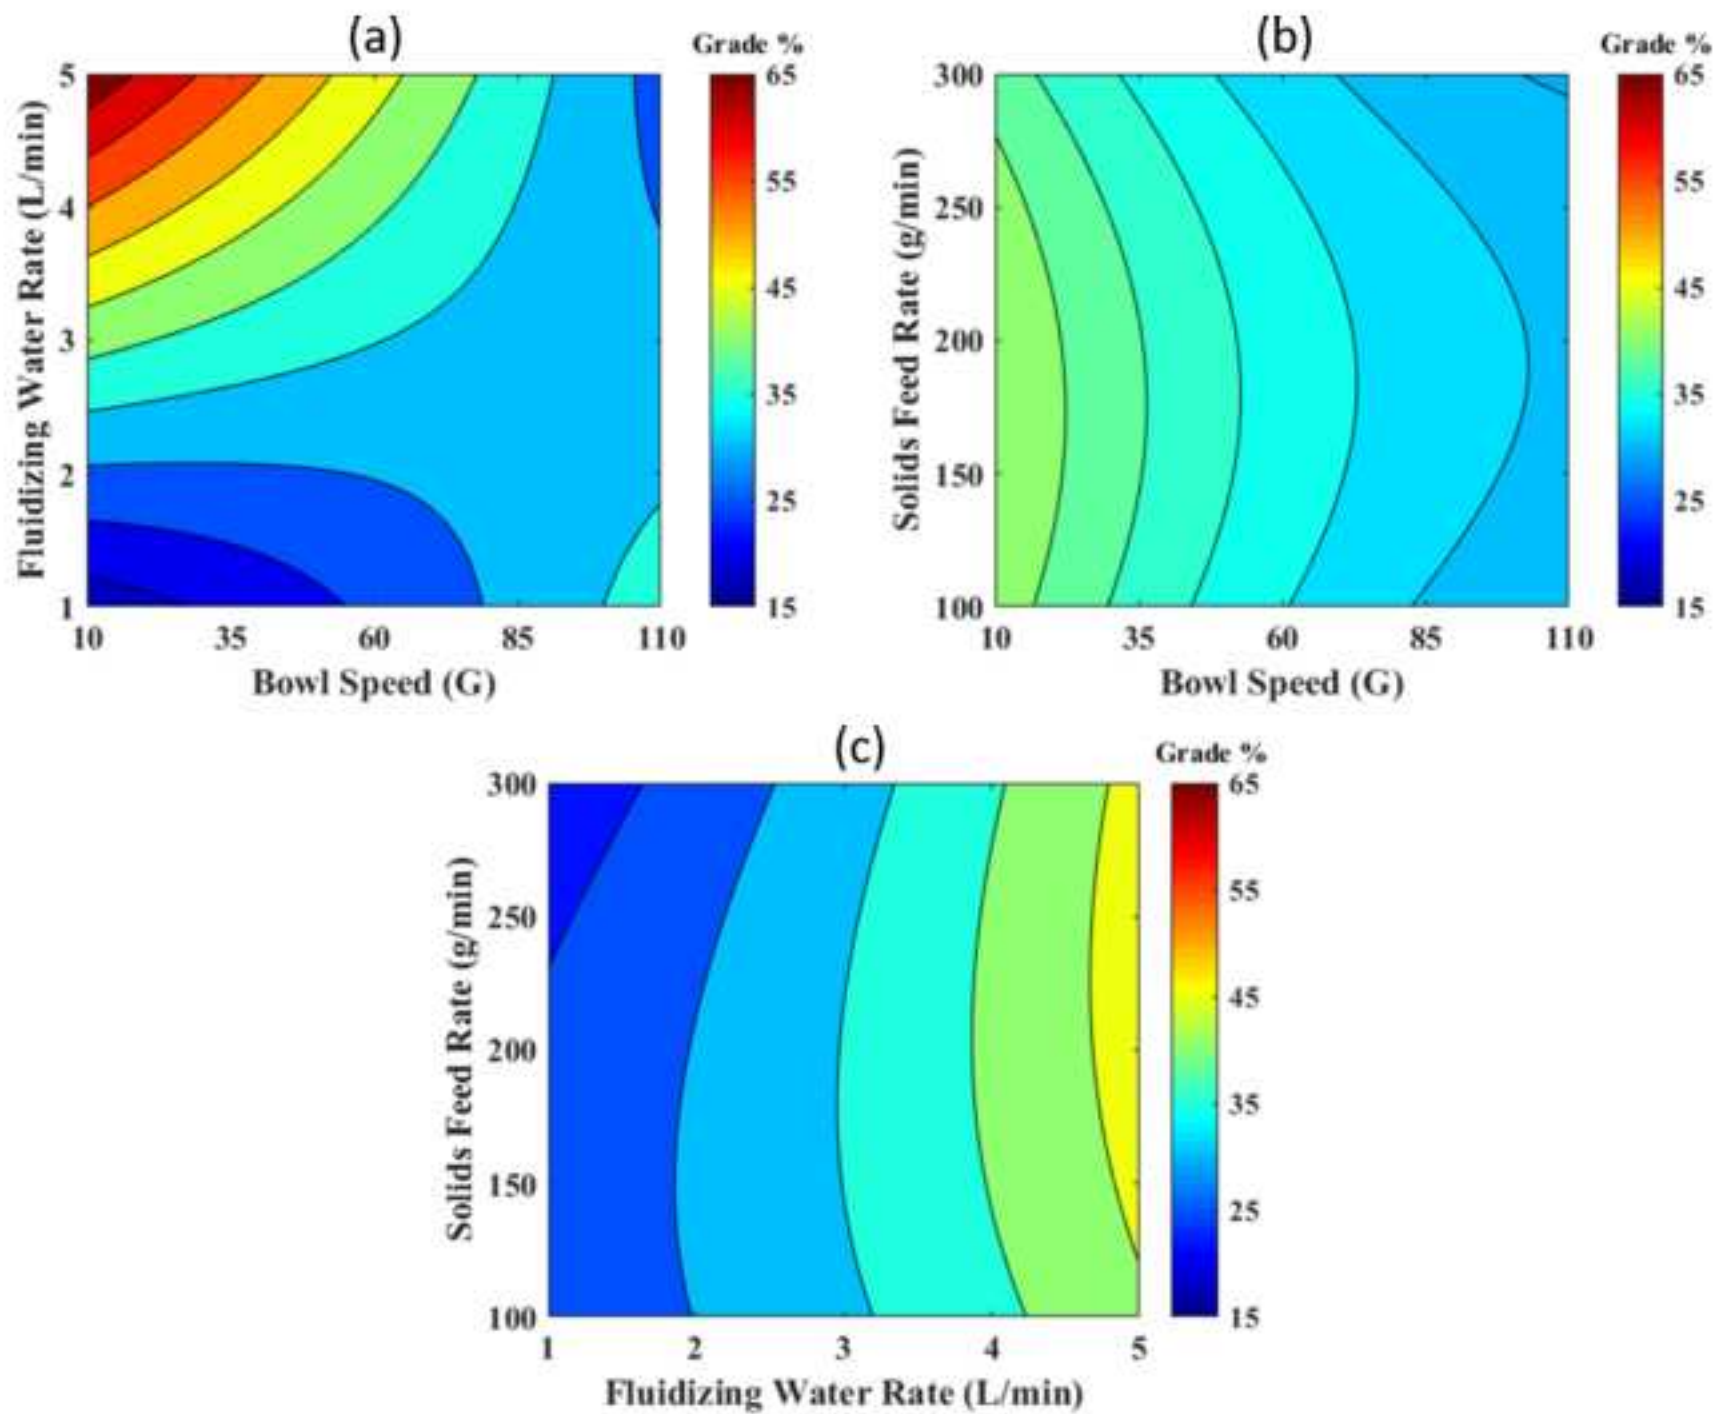 (a)
Grade %
Fluidizing Water Rate (L/min)
5
4
3
2
1
10 35 60 85 110
Bowl Speed (G)
65
55
45
35
25
15
(b)
Grade %
Solids Feed Rate (g/min)
300
250
200
150
100
10 35 60 85 110
Bowl Speed (G)
65
55
45
35
25
15
(c)
Grade %
Solids Feed Rate (g/min)
300
250
200
150
100
1 2 3 4 5
Fluidizing Water Rate (L/min)
65
55
45
35
25
15